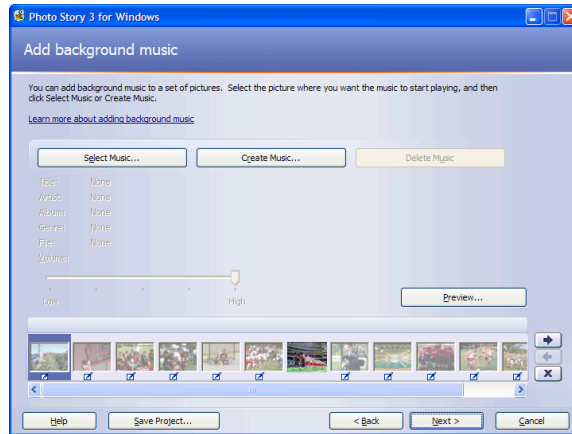 Photo Story 3 for Windows
Add background music
You can add background music to a set of pictures. Select the picture where you want the music to start playing, and then
click Select Music or Create Music.
Learn more about adding background music
Select Music...
Create Music...
Delete Music
Title: None
Artist: None
Album: None
Genre: None
File: None
Volume:
Low
High
Preview...
Help
Save Project...
< Back
Next >
Cancel